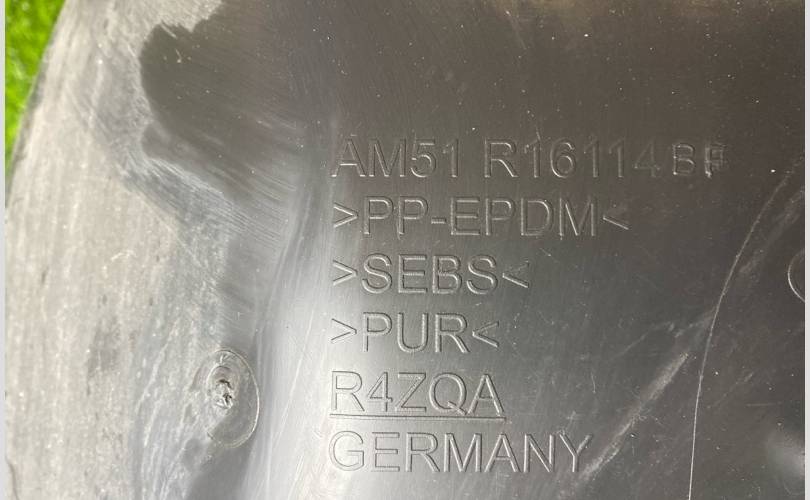 AM51 R16114BF
>PP-EPDM<
>SEBS<
>PUR<
R4ZQA
GERMANY